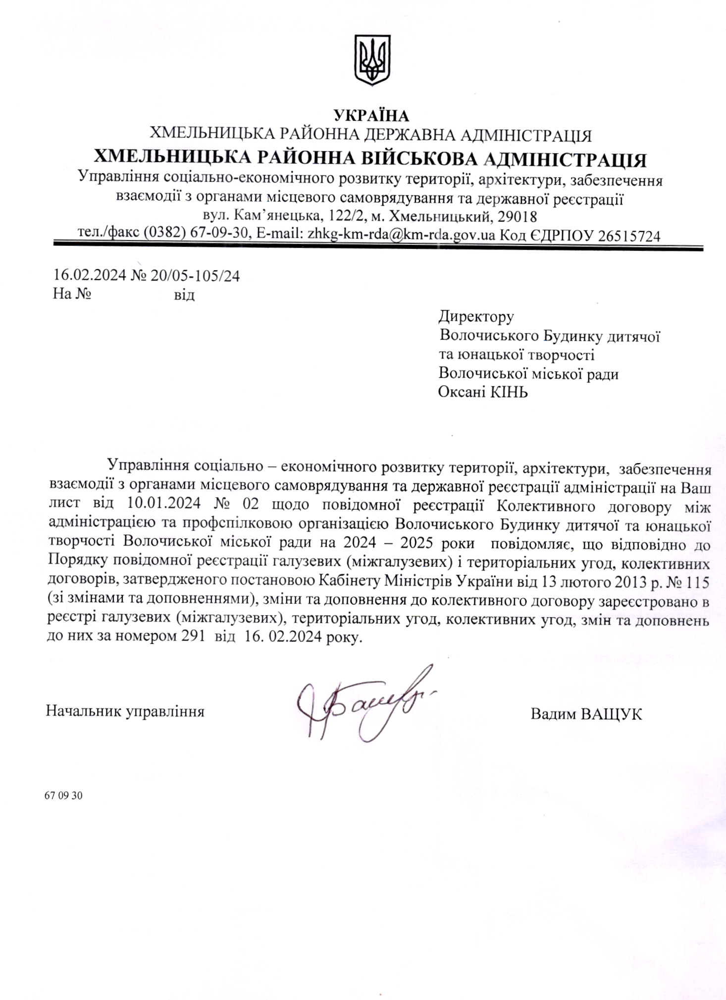 УКРАЇНА
ХМЕЛЬНИЦЬКА РАЙОННА ДЕРЖАВНА АДМІНІСТРАЦІЯ
ХМЕЛЬНИЦЬКА РАЙОННА ВІЙСЬКОВА АДМІНІСТРАЦІЯ
Управління соціально-економічного розвитку території, архітектури, забезпечення
взаємодії з органами місцевого самоврядування та державної реєстрації
вул. Кам’янецька, 122/2, м. Хмельницький, 29018
тел./факс (0382) 67-09-30, E-mail: zhkg-km-rda@km-rda.gov.ua Код ЄДРПОУ 26515724
16.02.2024 № 20/05-105/24
На № від
Директору
Волочиського Будинку дитячої
та юнацької творчості
Волочиської міської ради
Оксані КІНЬ
Управління соціально – економічного розвитку території, архітектури, забезпечення
взаємодії з органами місцевого самоврядування та державної реєстрації адміністрації на Ваш
лист від 10.01.2024 № 02 щодо повідомної реєстрації Колективного договору між
адміністрацією та профспілковою організацією Волочиського Будинку дитячої та юнацької
творчості Волочиської міської ради на 2024 – 2025 роки повідомляє, що відповідно до
Порядку повідомної реєстрації галузевих (міжгалузевих) і територіальних угод, колективних
договорів, затвердженого постановою Кабінету Міністрів України від 13 лютого 2013 р. № 115
(зі змінами та доповненнями), зміни та доповнення до колективного договору зареєстровано в
реєстрі галузевих (міжгалузевих), територіальних угод, колективних угод, змін та доповнень
до них за номером 291 від 16. 02.2024 року.
Начальник управління Вадим ВАЩУК
67 09 30